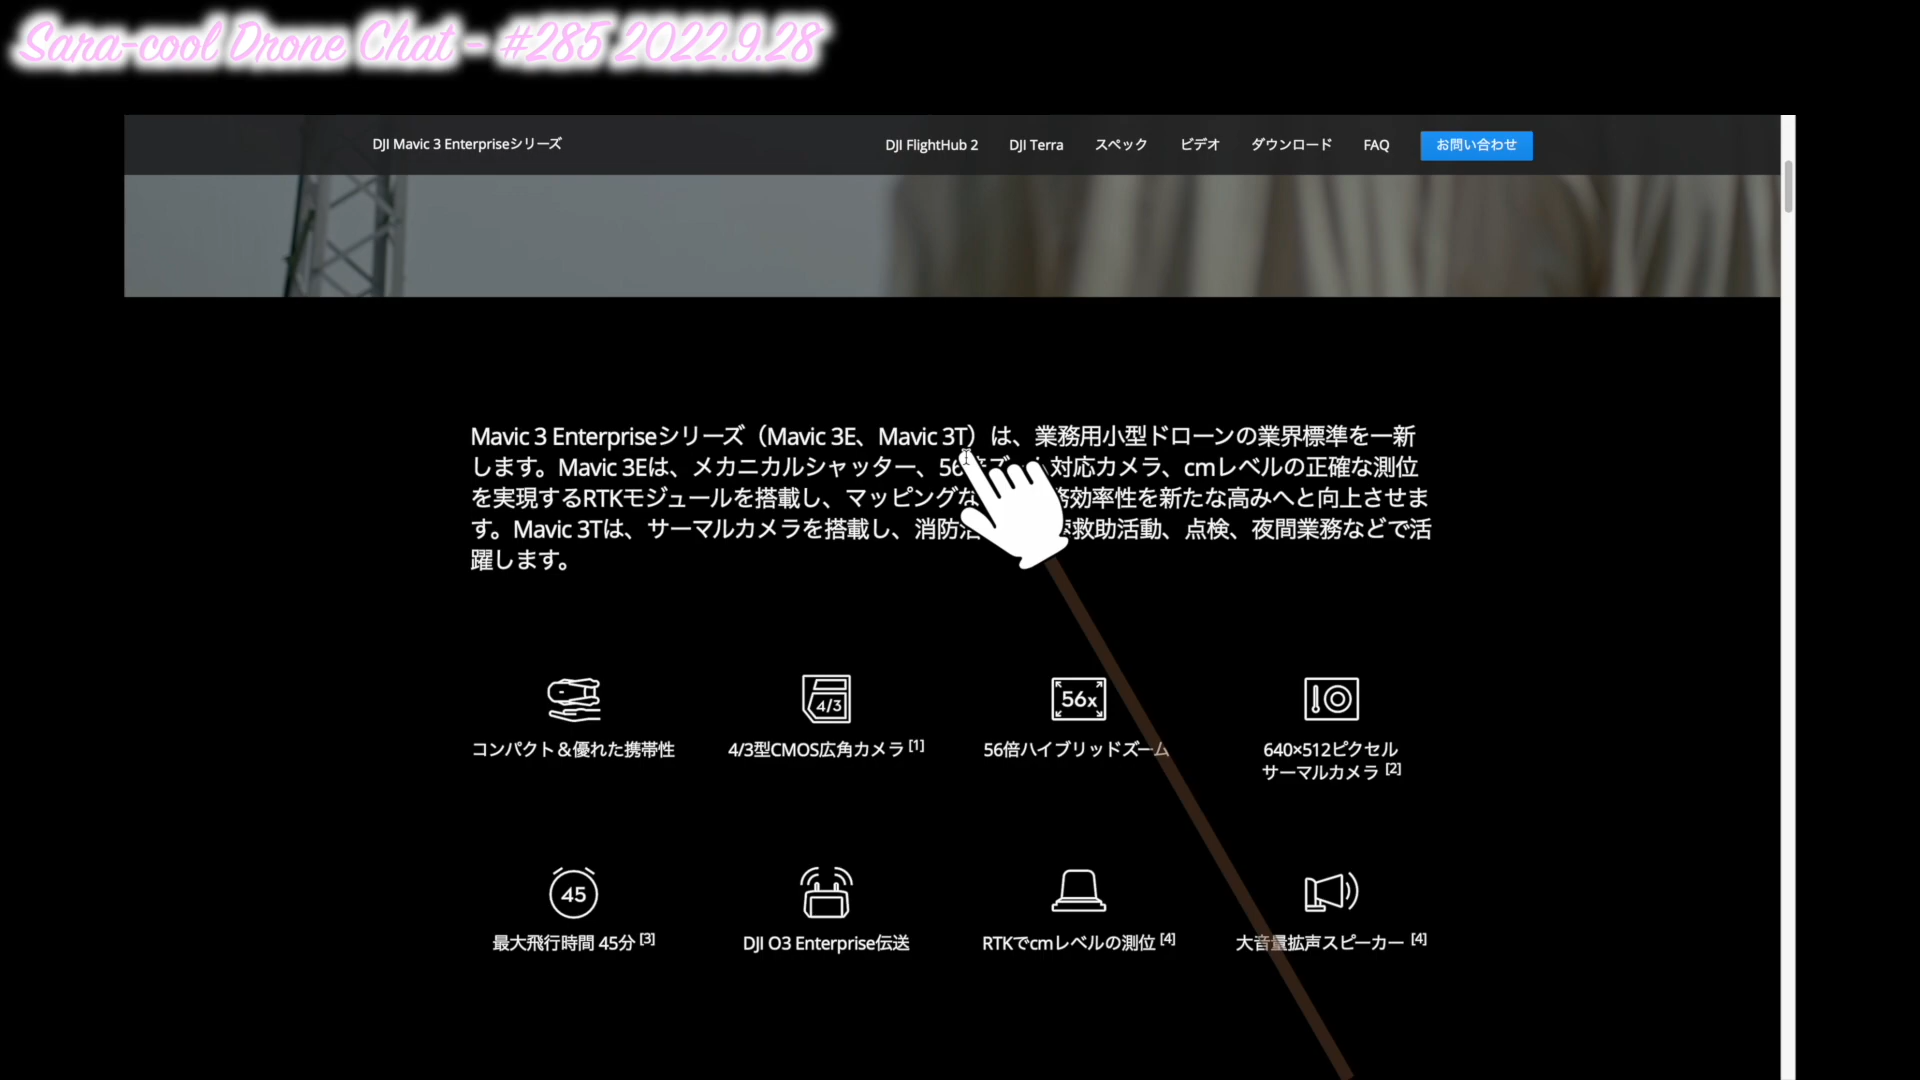 Sara-cool Drone Chat - #285 2022.9.28
DJI Mavic 3 Enterpriseシリーズ
DJI FlightHub 2 DJI Terra スペック ビデオ ダウンロード FAQ お問い合わせ
Mavic 3 Enterpriseシリーズ（Mavic 3E、Mavic 3T）は、業務用小型ドローンの業界標準を一新
します。Mavic 3Eは、メカニカルシャッター、56倍ズーム対応カメラ、cmレベルの正確な測位
を実現するRTKモジュールを搭載し、マッピングな 務効率性を新たな高みへと向上させま
す。Mavic 3Tは、サーマルカメラを搭載し、消防活 救助活動、点検、夜間業務などで活
躍します。
4/3
56x
コンパクト＆優れた携帯性
4/3型CMOS広角カメラ [1]
56倍ハイブリッドズーム
640×512ピクセル
サーマルカメラ [2]
45
最大飛行時間 45分 [3]
DJI O3 Enterprise伝送
RTKでcmレベルの測位 [4]
大音量拡声スピーカー [4]